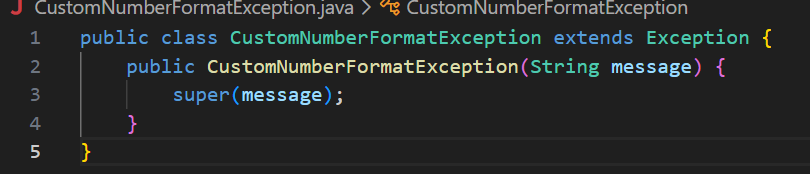 J CustomNumberFormatException.java > CustomNumberFormatException
1 public class CustomNumberFormatException extends Exception {
2     public CustomNumberFormatException(String message) {
3         super(message);
4     }
5 }